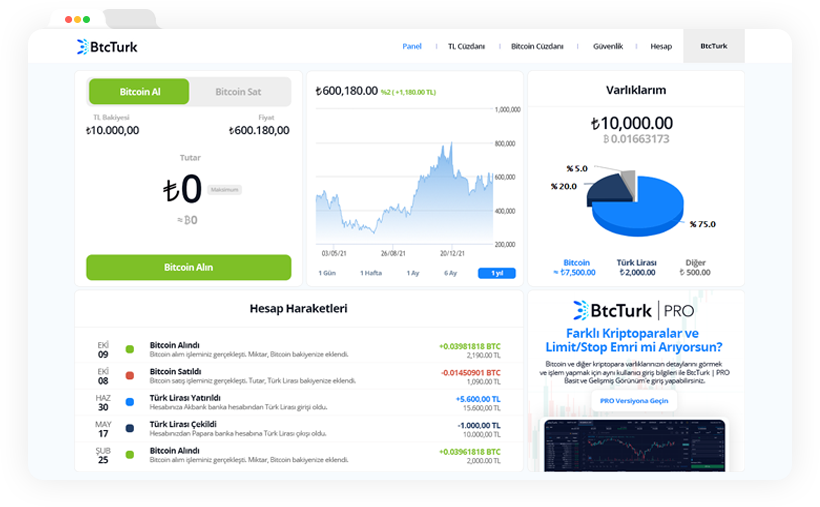 BtcTurk
Panel
TL Cüzdanı
Bitcoin Cüzdanı
Güvenlik
Hesap
BtcTurk
Bitcoin Al
Bitcoin Sat
TL Bakiyesi
Fiyat
₺10.000,00
₺600.180,00
Tutar
₺0
Maksimum
≈₿0
Bitcoin Alın
₺600,180.00 %2 ( +1,180.00 TL)
1,000,000
800,000
600,000
400,000
200,000
03/05/21
26/08/21
20/12/21
1 Gün
1 Hafta
1 Ay
6 Ay
1 yıl
Varlıklarım
₺10,000.00
₿ 0.01663173
% 5.0
% 20.0
% 75.0
Bitcoin
Türk Lirası
Diğer
≈ ₺7,500.00
₺2,000.00
₺ 500.00
Hesap Haraketleri
EKİ
09
Bitcoin Alındı
Bitcoin alım işleminiz gerçekleşti. Miktar, Bitcoin bakiyenize eklendi.
+0.03981818 BTC
2,190.00 TL
EKİ
08
Bitcoin Satıldı
Bitcoin satış işleminiz gerçekleşti. Tutar, Türk Lirası bakiyenize eklendi.
-0.01450901 BTC
1,090.00 TL
HAZ
30
Türk Lirası Yatırıldı
Hesabınıza Akbank banka hesabından Türk Lirası girişi oldu.
+5.600.00 TL
15.600,00 TL
MAY
17
Türk Lirası Çekildi
Hesabınızdan Papara banka hesabına Türk Lirası çıkışı oldu.
-1.000,00 TL
10.000,00 TL
ŞUB
25
Bitcoin Alındı
Bitcoin alım işleminiz gerçekleşti. Miktar, Bitcoin bakiyenize eklendi.
+0.03961818 BTC
2,000.00 TL
BtcTurk | PRO
Farklı Kriptoparalar ve
Limit/Stop Emri mi Arıyorsun?
Bitcoin ve diğer kriptopara varlıklarınızın detaylarını görmek
ve işlem yapmak için aynı kullanıcı giriş bilgileri ile BtcTurk | PRO
Basit ve Gelişmiş Görünüm'e giriş yapabilirsiniz.
PRO Versiyona Geçin